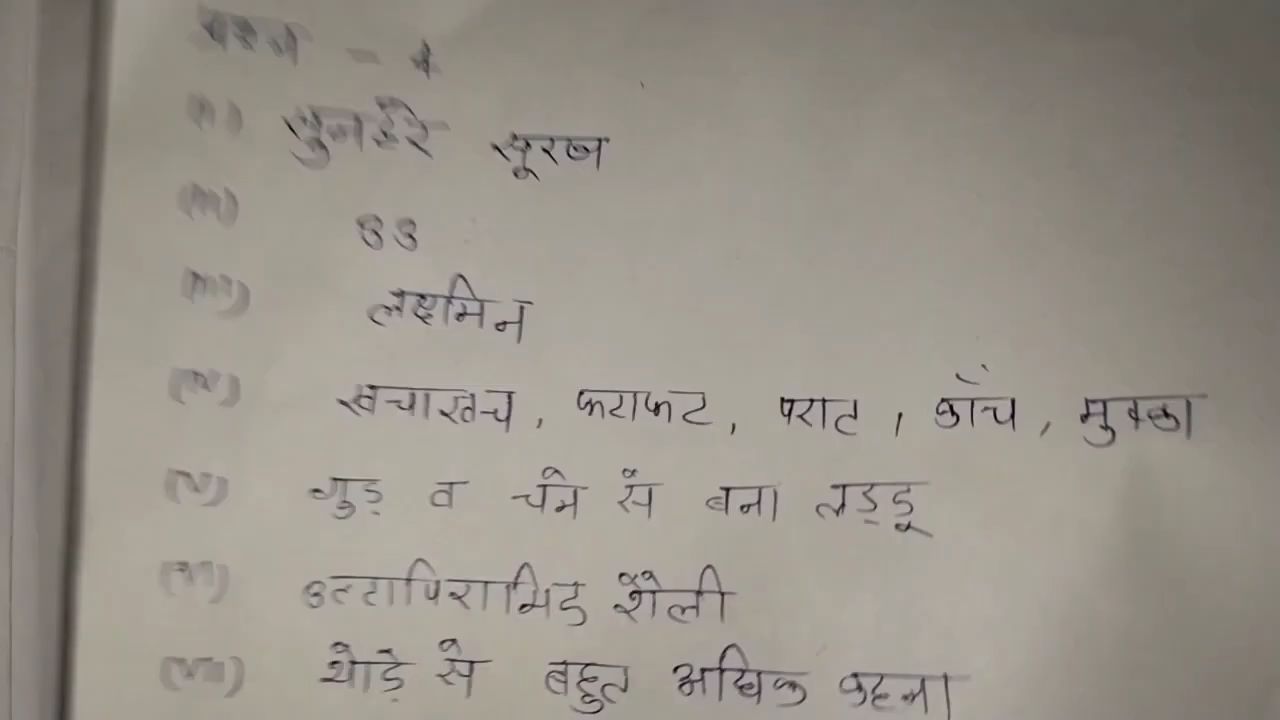 (i) सुनहरे सूरज
(ii) 33
(iii) लक्षमिन
(iv) खचाखच, फटाफट, पराट, काँच, मुक्का
(v) गुड़ व चने से बना लड़्डू
(vi) उल्टापिरामिड शैली
(vii) थोड़े से बहुत अधिक कहना